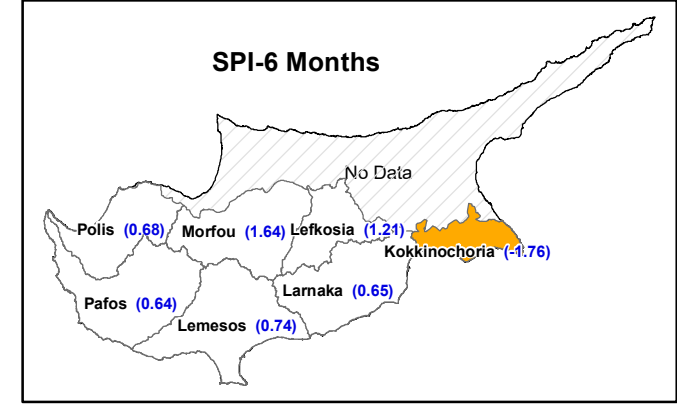 SPI-6 Months
No Data
Polis (0.68)
Morfou (1.64)
Lefkosia (1.21)
Kokkinochoria (-1.76)
Pafos (0.64)
Larnaka (0.65)
Lemesos (0.74)